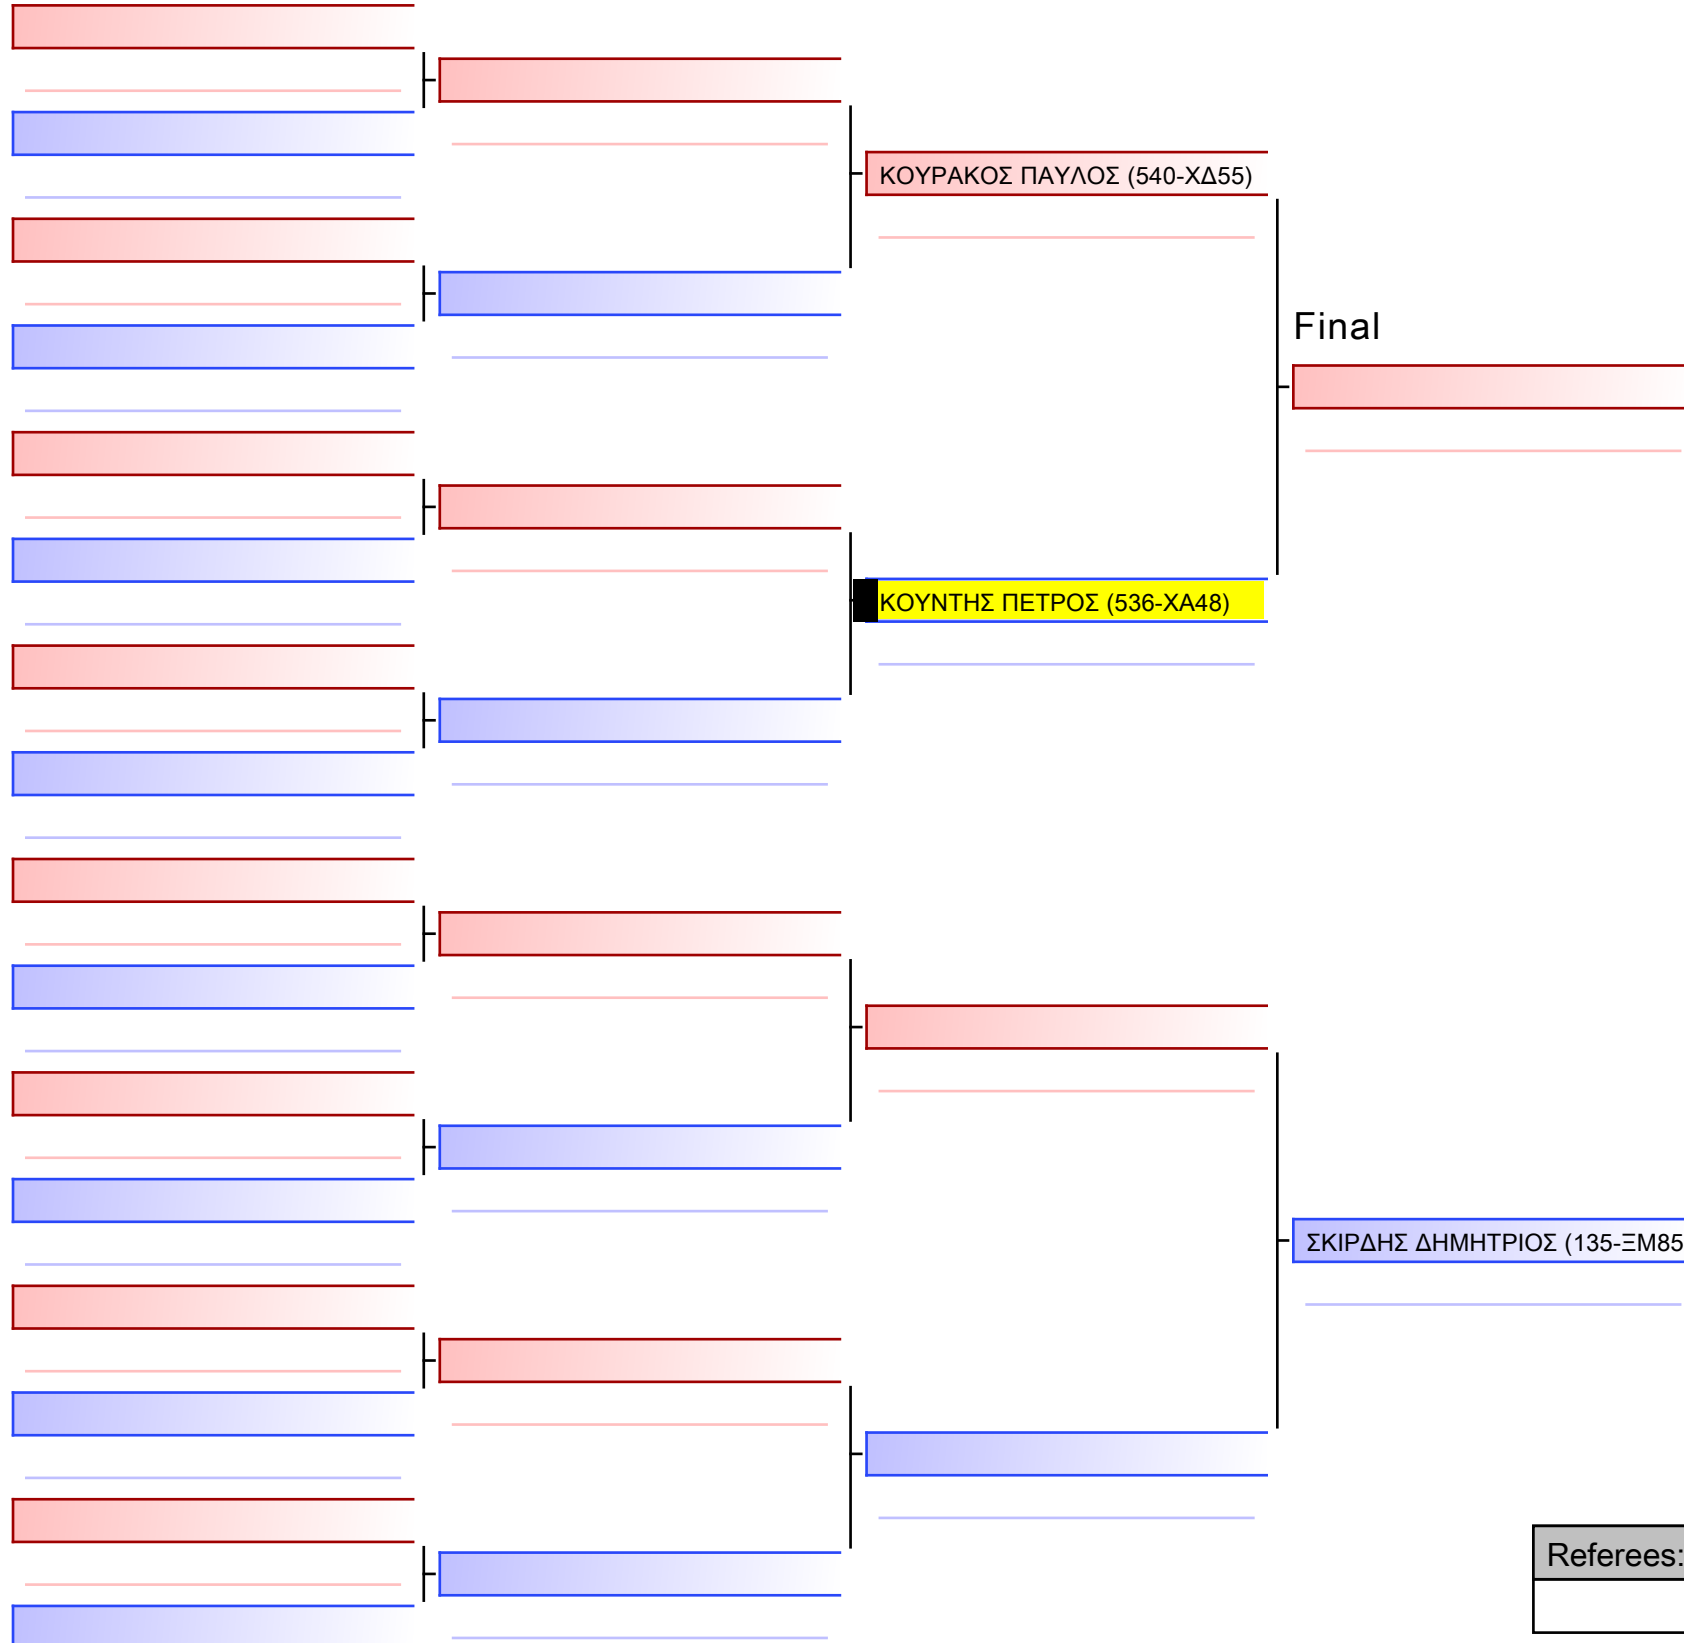 ΚΟΥΡΑΚΟΣ ΠΑΥΛΟΣ (540-ΧΔ55)
Final
ΚΟΥΝΤΗΣ ΠΕΤΡΟΣ (536-ΧΑ48)
ΣΚΙΡΔΗΣ ΔΗΜΗΤΡΙΟΣ (135-ΞΜ85
Referees: